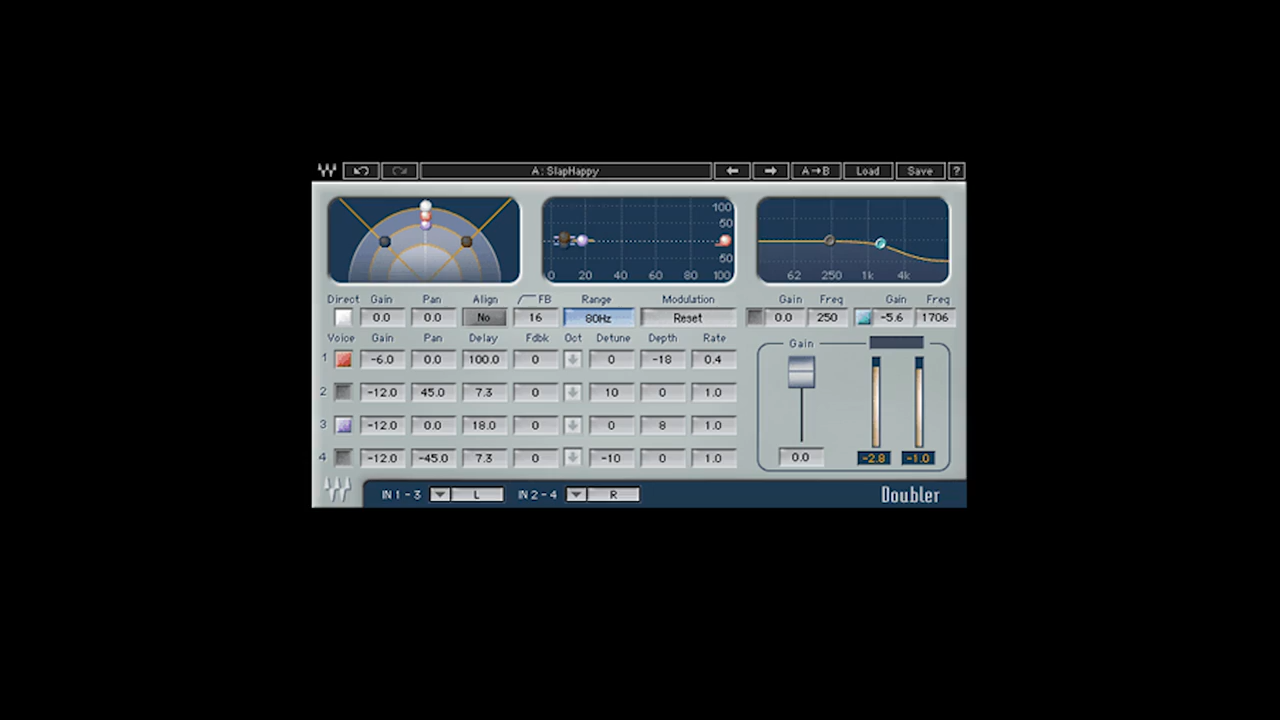 A : SlapHappy A→B Load Save ?
100
50
50
0 20 40 60 80 100
62 250 1k 4k
Direct Gain Pan Align FB Range Modulation Gain Freq Gain Freq
0.0 0.0 No 16 80Hz Reset 0.0 250 -5.6 1706
Voice Gain Pan Delay Fdbk Oct Detune Depth Rate Gain
1 -6.0 0.0 100.0 0 0 -18 0.4
2 -12.0 45.0 7.3 0 10 0 1.0
3 -12.0 0.0 18.0 0 0 8 1.0
4 -12.0 -45.0 7.3 0 -10 0 1.0 0.0 -2.8 -1.0
IN 1 - 3 L IN 2 - 4 R Doubler